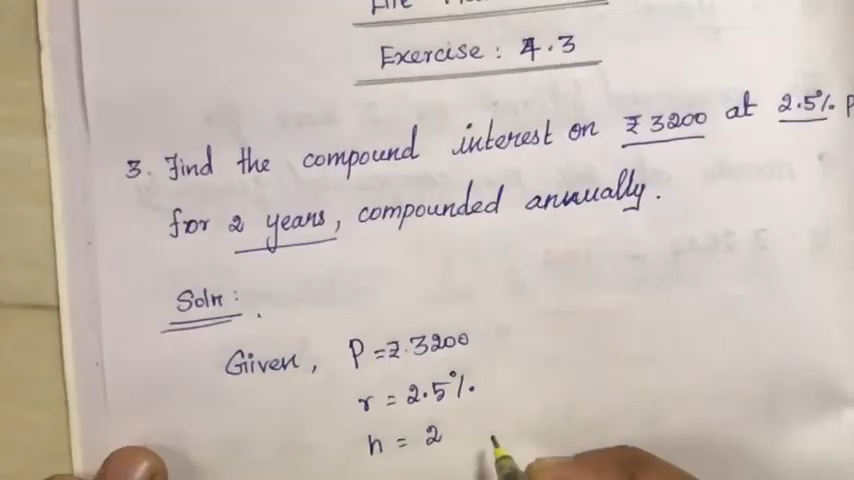 Exercise: 4.3
3. Find the compound interest on ₹ 3200 at 2.5% P
for 2 years, compounded annually.
Soln:
Given, P = ₹.3200
r = 2.5%.
n = 2